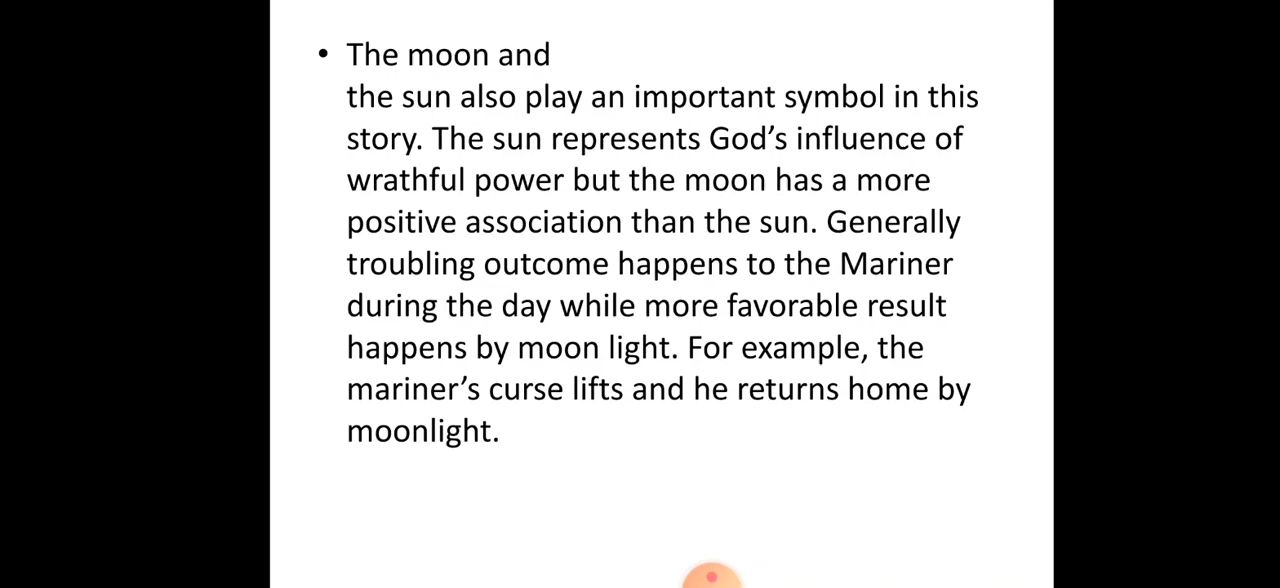 • The moon and
the sun also play an important symbol in this
story. The sun represents God’s influence of
wrathful power but the moon has a more
positive association than the sun. Generally
troubling outcome happens to the Mariner
during the day while more favorable result
happens by moon light. For example, the
mariner’s curse lifts and he returns home by
moonlight.